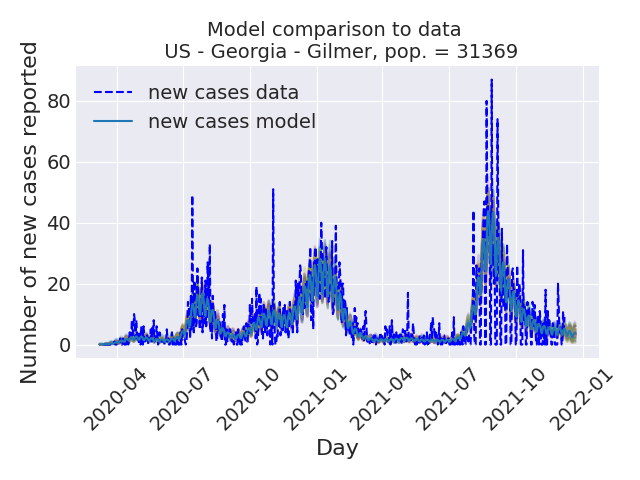 Model comparison to data
US - Georgia - Gilmer, pop. = 31369
Number of new cases reported
new cases data
new cases model
80
60
40
20
0
2020-04
2020-07
2020-10
2021-01
2021-04
2021-07
2021-10
2022-01
Day